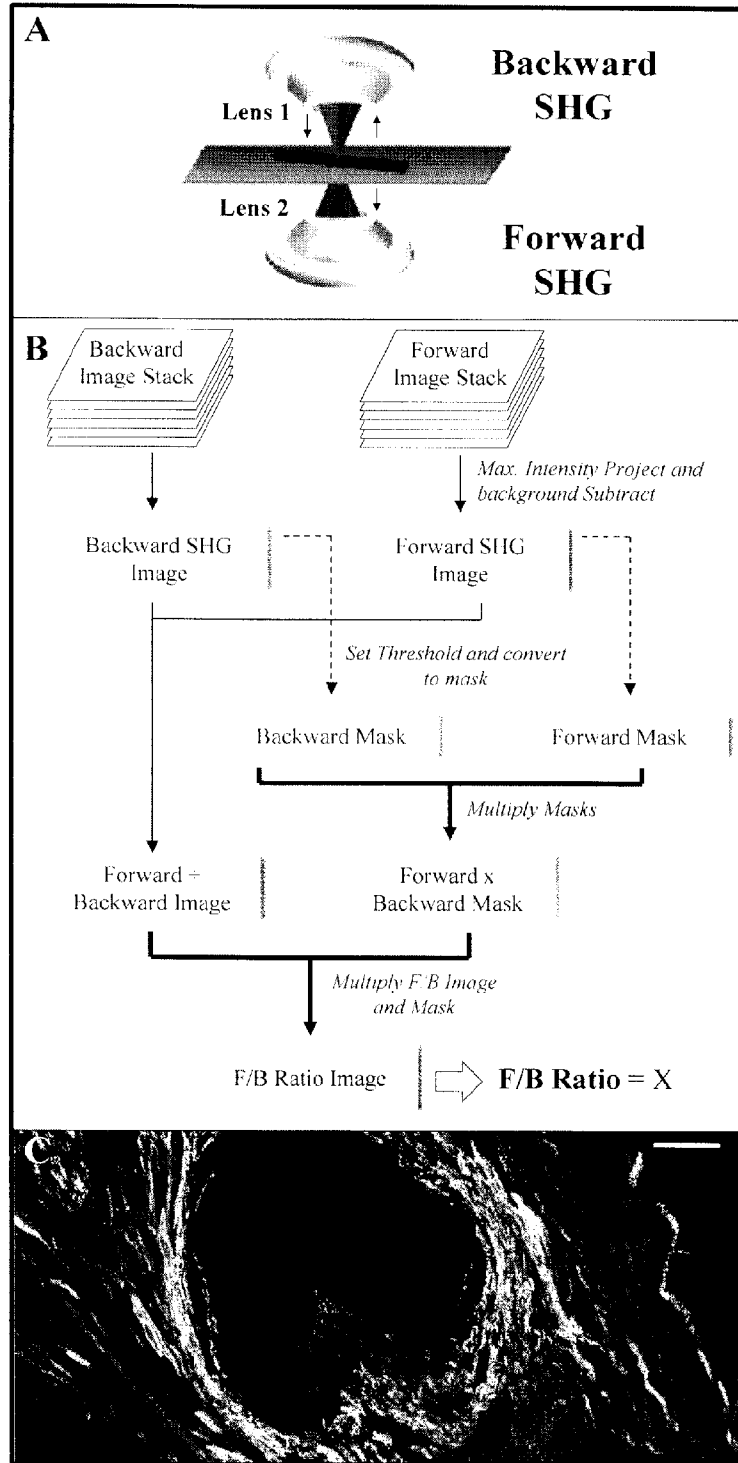 A
Backward
SHG
Lens 1
Lens 2
Forward
SHG
B
Backward
Image Stack
Forward
Image Stack
Max. Intensity Project and
background Subtract
Backward SHG
Image
Forward SHG
Image
Set Threshold and convert
to mask
Backward Mask
Forward Mask
Multiply Masks
Forward ÷
Backward Image
Forward x
Backward Mask
Multiply F/B Image
and Mask
F/B Ratio Image
F/B Ratio = X
C